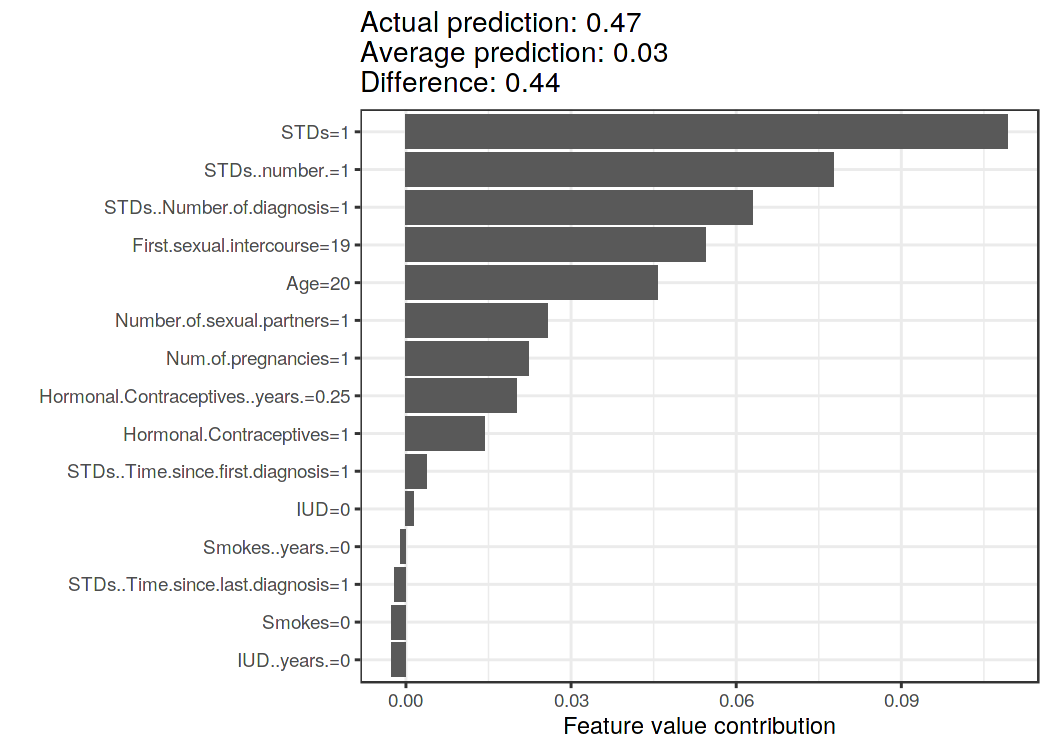 Actual prediction: 0.47
Average prediction: 0.03
Difference: 0.44
STDs=1
STDs..number.=1
STDs..Number.of.diagnosis=1
First.sexual.intercourse=19
Age=20
Number.of.sexual.partners=1
Num.of.pregnancies=1
Hormonal.Contraceptives..years.=0.25
Hormonal.Contraceptives=1
STDs..Time.since.first.diagnosis=1
IUD=0
Smokes..years.=0
STDs..Time.since.last.diagnosis=1
Smokes=0
IUD..years.=0
0.00 0.03 0.06 0.09
Feature value contribution